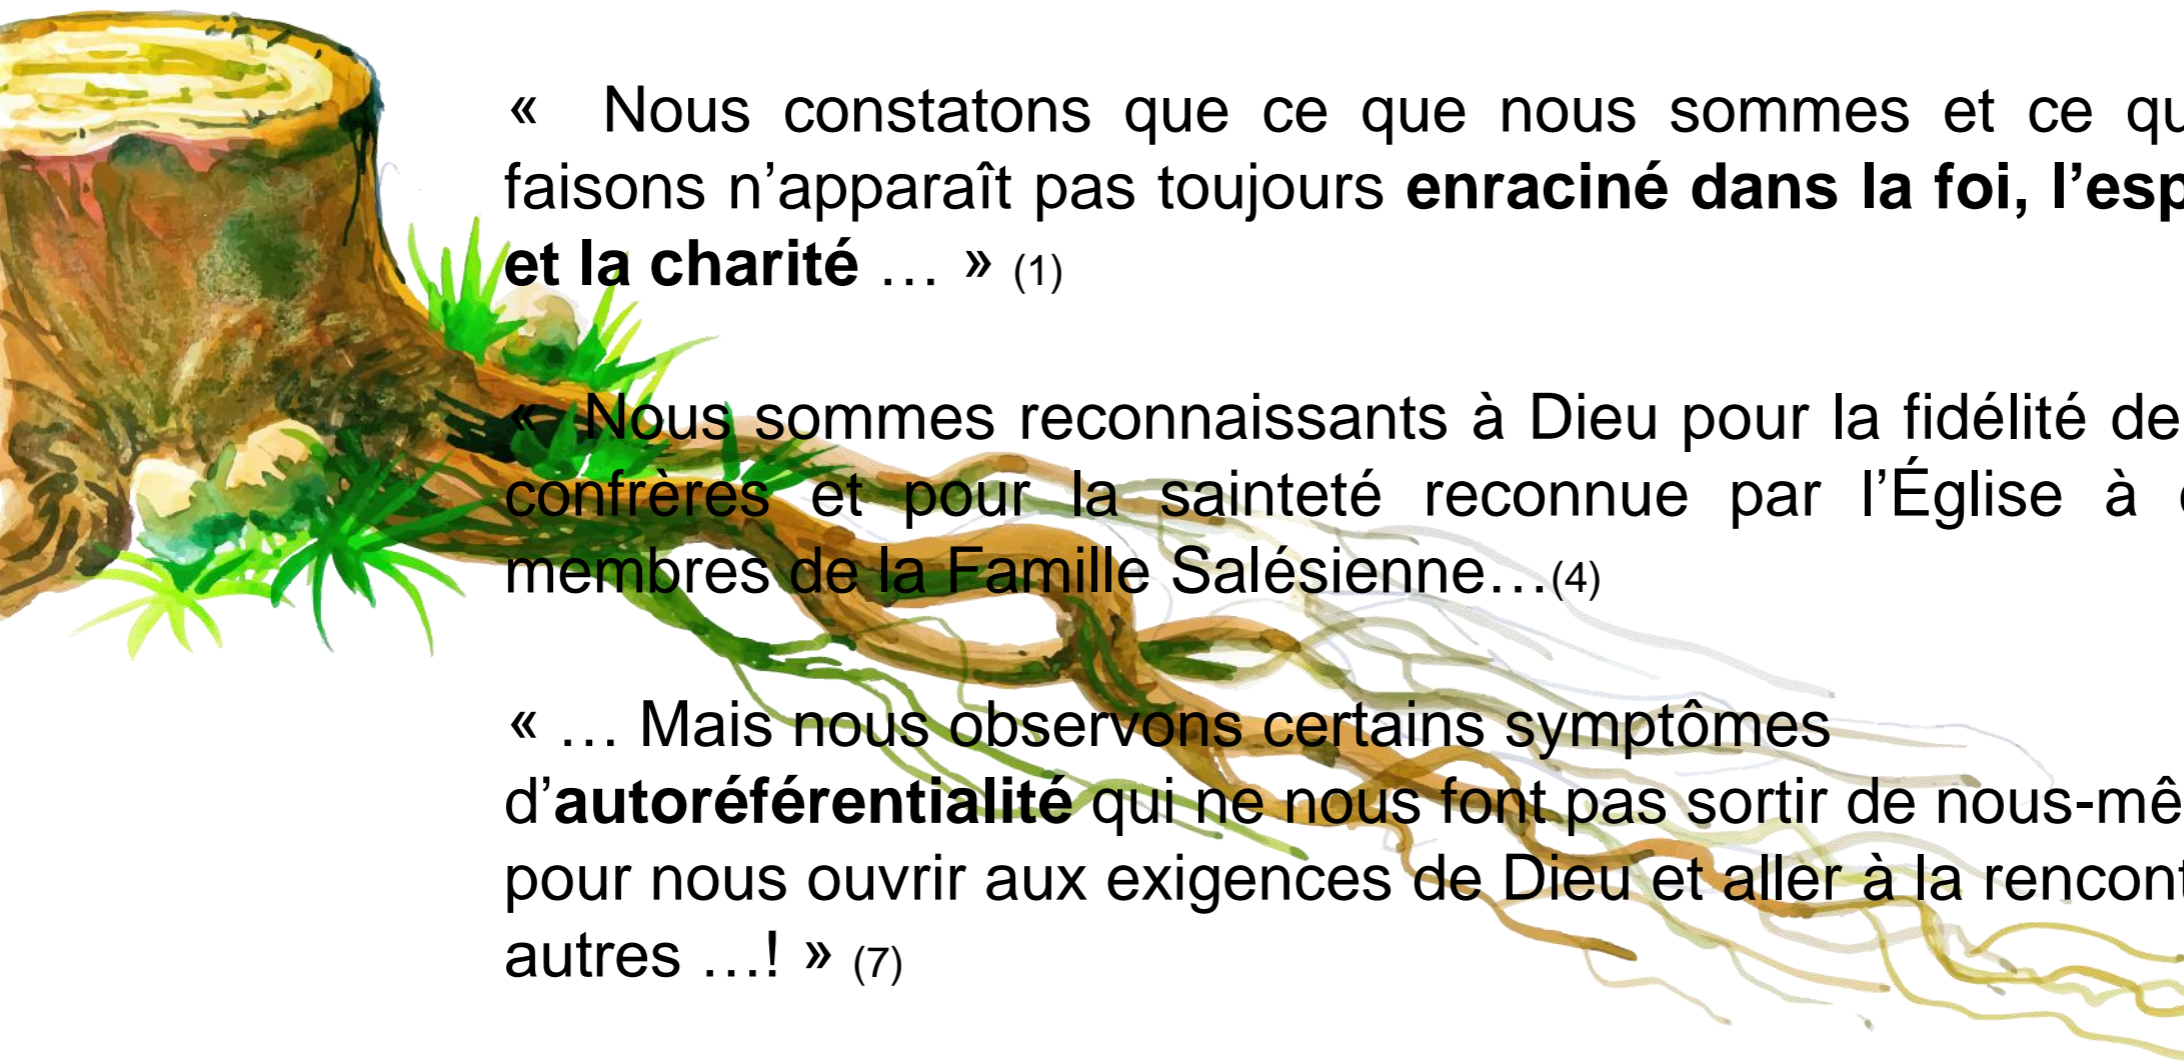 «  Nous constatons que ce que nous sommes et ce qu
faisons n’apparaît pas toujours enraciné dans la foi, l’esp
et la charité … » (1)
«  Nous sommes reconnaissants à Dieu pour la fidélité de
confrères et pour la sainteté reconnue par l’Église à
membres de la Famille Salésienne…(4)
« … Mais nous observons certains symptômes
d’autoréférentialité qui ne nous font pas sortir de nous-mê
pour nous ouvrir aux exigences de Dieu et aller à la rencont
autres …! » (7)